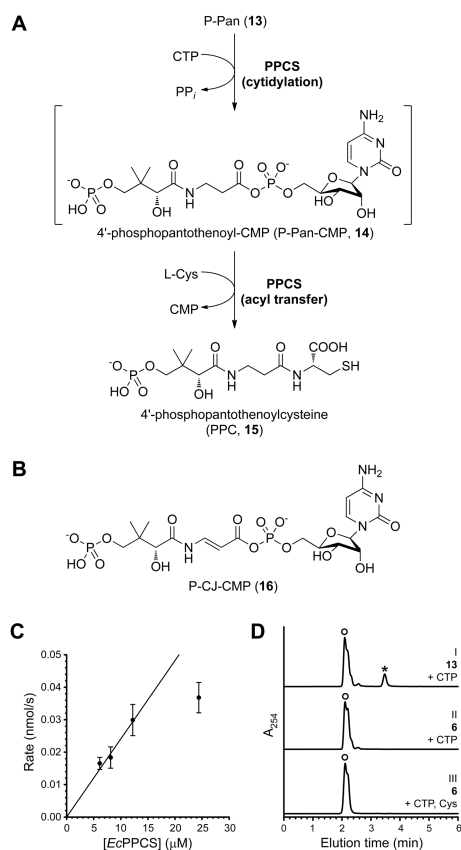 A
P-Pan (13)
CTP
PPCS
(cytidylation)
PPi
NH2
N
O
N
O
O
O
O
O-
P
O-
P
O
O
O
N
H
O
O
HO
O
OH
HO
OH
4'-phosphopantothenoyl-CMP (P-Pan-CMP, 14)
L-Cys
PPCS
(acyl transfer)
CMP
O
O
COOH
-O
P
O
N
H
N
H
SH
HO
O
OH
4'-phosphopantothenoylcysteine
(PPC, 15)
B
NH2
N
O
N
O
O
O
O-
-O
P
O
N
H
O
P
O
O
HO
O
OH
HO
OH
P-CJ-CMP (16)
C
Rate (nmol/s)
0.05
0.04
0.03
0.02
0.01
0.00
0 5 10 15 20 25 30
[EcPPCS] (μM)
D
A254
I
13
+ CTP
*
II
6
+ CTP
III
6
+ CTP, Cys
0 1 2 3 4 5 6
Elution time (min)